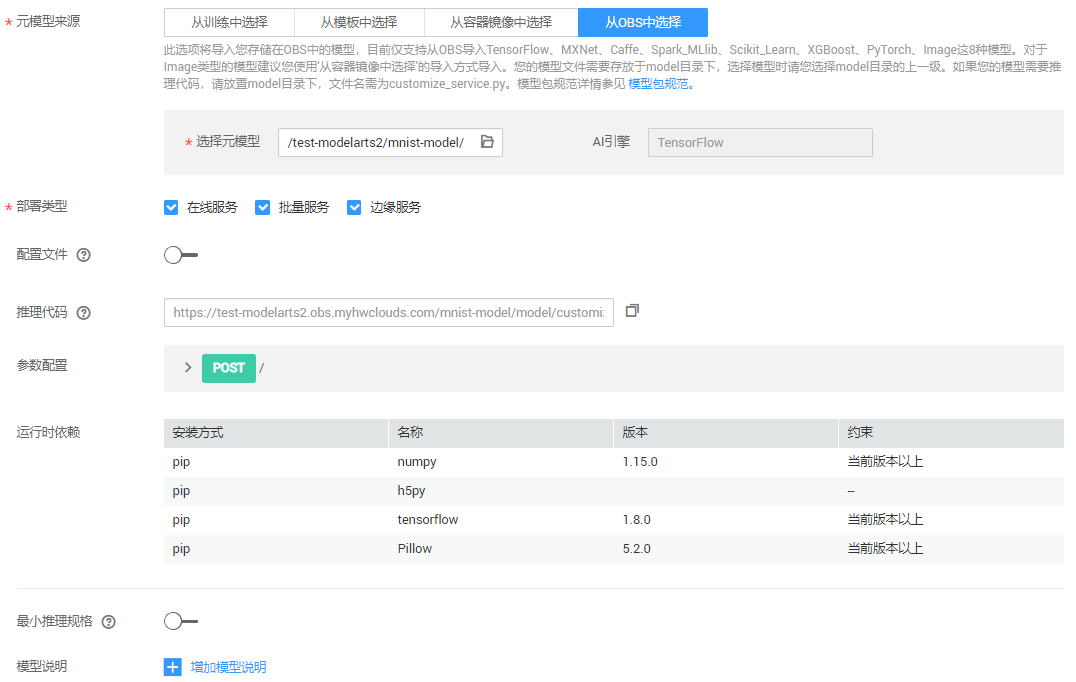 * 元模型来源
从训练中选择 从模板中选择 从容器镜像中选择 从OBS中选择
此选项将导入您存储在OBS中的模型，目前仅支持从OBS导入TensorFlow、MXNet、Caffe、Spark_MLlib、Scikit_Learn、XGBoost、PyTorch、Image这8种模型。对于
Image类型的模型建议您使用‘从容器镜像中选择’的导入方式导入。您的模型文件需要存放于model目录下，选择模型时请您选择model目录的上一级。如果您的模型需要推
理代码，请放置model目录下，文件名需为customize_service.py。模型包规范详情参见 模型包规范。
* 选择元模型 /test-modelarts2/mnist-model/ AI引擎 TensorFlow
* 部署类型 在线服务 批量服务 边缘服务
配置文件 ?
推理代码 ? https://test-modelarts2.obs.myhwclouds.com/mnist-model/model/customi
参数配置 > POST /
运行时依赖 安装方式 名称 版本 约束
pip numpy 1.15.0 当前版本以上
pip h5py --
pip tensorflow 1.8.0 当前版本以上
pip Pillow 5.2.0 当前版本以上
最小推理规格 ?
模型说明 + 增加模型说明